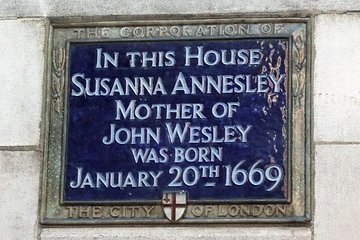 THE CORPORATION OF
IN THIS HOUSE
SUSANNA ANNESLEY
MOTHER OF
JOHN WESLEY
WAS BORN
JANUARY 20TH 1669
THE CITY OF LONDON